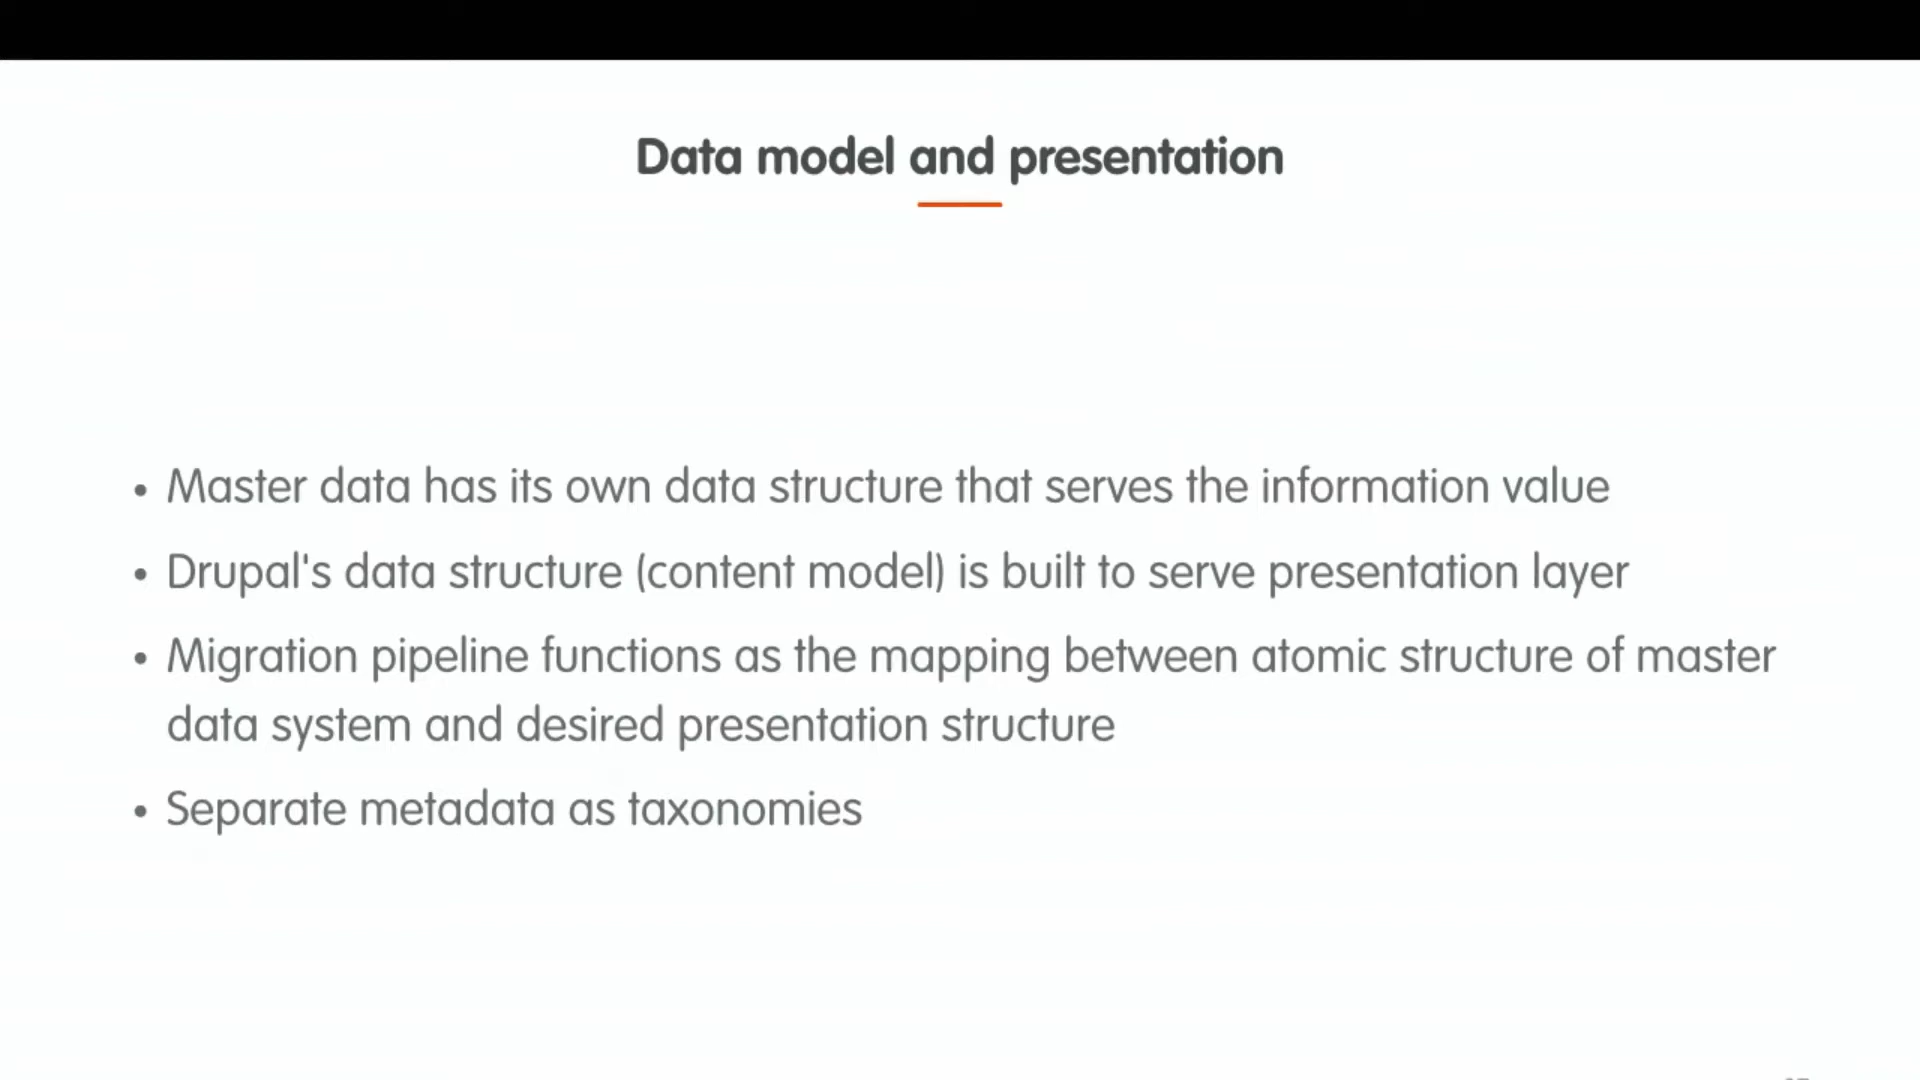 Data model and presentation
• Master data has its own data structure that serves the information value
• Drupal's data structure (content model) is built to serve presentation layer
• Migration pipeline functions as the mapping between atomic structure of master
data system and desired presentation structure
• Separate metadata as taxonomies